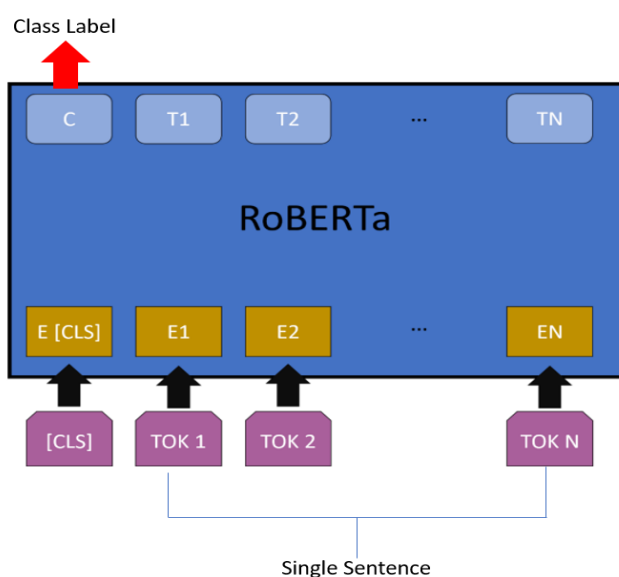 Class Label
C T1 T2 ... TN
RoBERTa
E [CLS] E1 E2 ... EN
[CLS] TOK 1 TOK 2 TOK N
Single Sentence